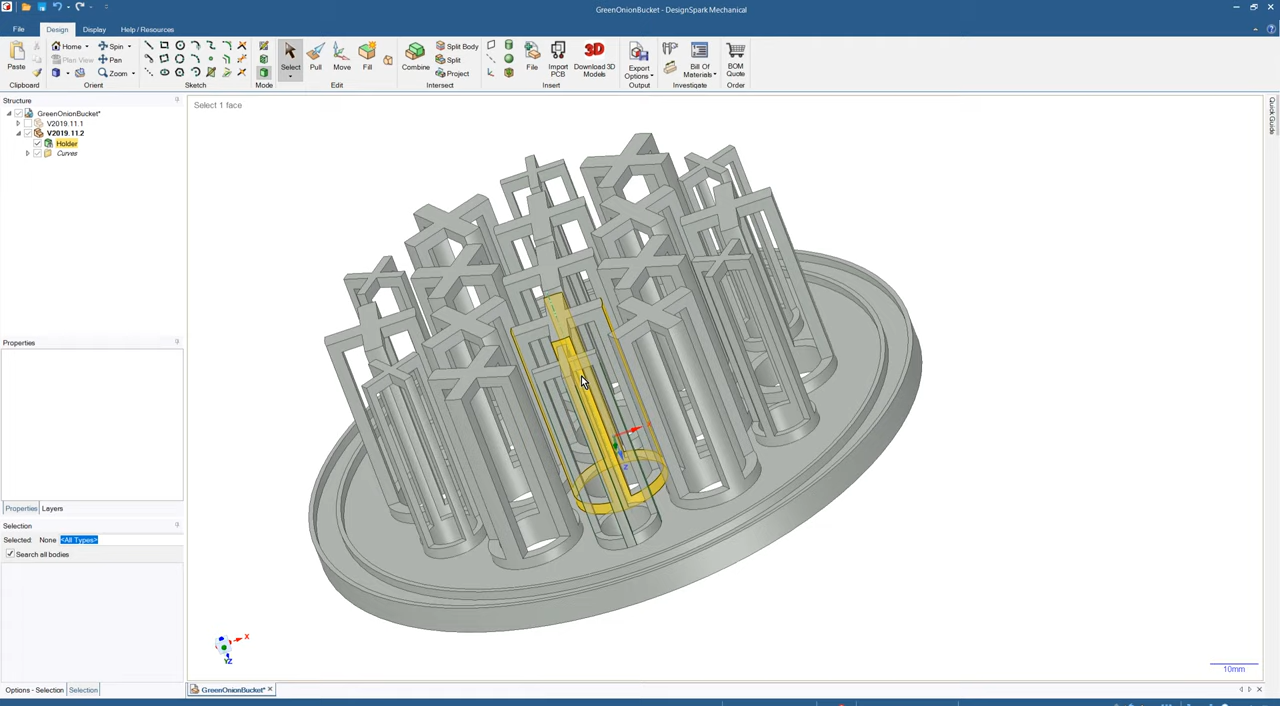 GreenOnionBucket - DesignSpark Mechanical
File Design Display Help / Resources
Home Spin
Plan View Pan
Zoom
Paste
Select Pull Move Fill
Combine
Split Body
Split
Project
File Import PCB Download 3D Models
Export Options
Bill Of Materials
BOM Quote
Clipboard Orient Sketch Mode Edit Intersect Insert Output Investigate Order
Structure
Select 1 face
Quick Guide
GreenOnionBucket*
V2019.11.1
V2019.11.2
Holder
Curves
Properties
Properties Layers
Selection
Selected: None <All Types>
Search all bodies
X
Z
X
YZ
10mm
Options - Selection Selection
GreenOnionBucket*